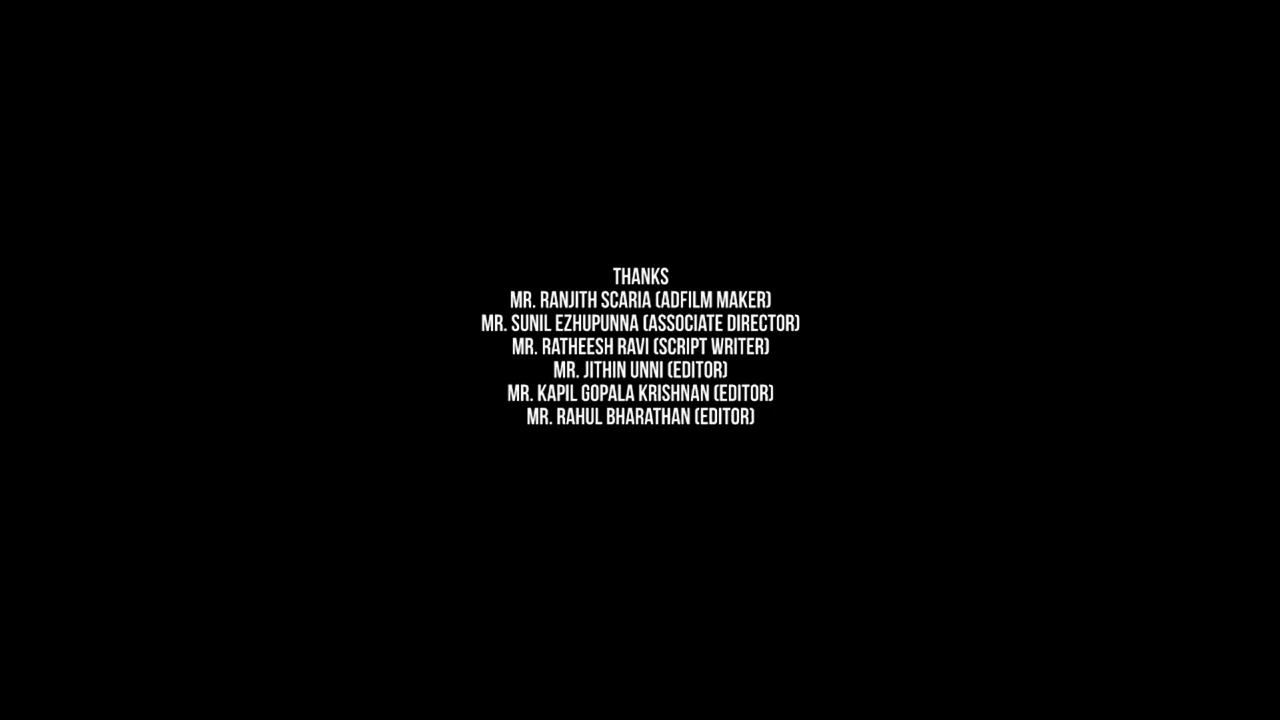 THANKS
MR. RANJITH SCARIA (ADFILM MAKER)
MR. SUNIL EZHUPUNNA (ASSOCIATE DIRECTOR)
MR. RATHEESH RAVI (SCRIPT WRITER)
MR. JITHIN UNNI (EDITOR)
MR. KAPIL GOPALA KRISHNAN (EDITOR)
MR. RAHUL BHARATHAN (EDITOR)